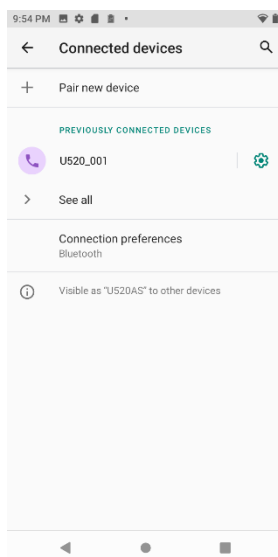 9:54 PM
Connected devices
Pair new device
PREVIOUSLY CONNECTED DEVICES
U520_001
See all
Connection preferences
Bluetooth
Visible as “U520AS” to other devices